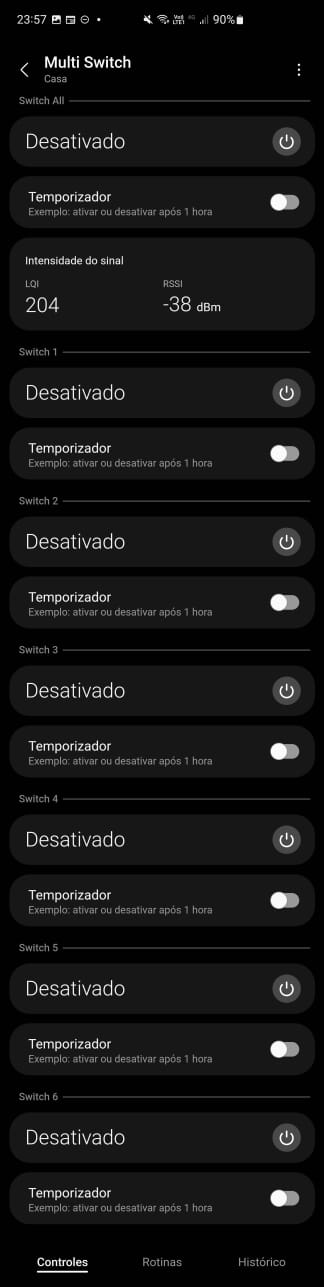 23:57 VoD LTE1 4G 90%
Multi Switch
Casa
Switch All
Desativado
Temporizador
Exemplo: ativar ou desativar após 1 hora
Intensidade do sinal
LQI RSSI
204 -38 dBm
Switch 1
Desativado
Temporizador
Exemplo: ativar ou desativar após 1 hora
Switch 2
Desativado
Temporizador
Exemplo: ativar ou desativar após 1 hora
Switch 3
Desativado
Temporizador
Exemplo: ativar ou desativar após 1 hora
Switch 4
Desativado
Temporizador
Exemplo: ativar ou desativar após 1 hora
Switch 5
Desativado
Temporizador
Exemplo: ativar ou desativar após 1 hora
Switch 6
Desativado
Temporizador
Exemplo: ativar ou desativar após 1 hora
Controles Rotinas Histórico